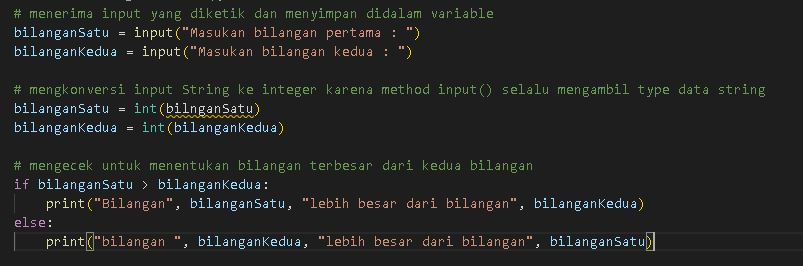 # menerima input yang diketik dan menyimpan didalam variable
bilanganSatu = input("Masukan bilangan pertama : ")
bilanganKedua = input("Masukan bilangan kedua : ")
# mengkonversi input String ke integer karena method input() selalu mengambil type data string
bilanganSatu = int(bilnganSatu)
bilanganKedua = int(bilanganKedua)
# mengecek untuk menentukan bilangan terbesar dari kedua bilangan
if bilanganSatu > bilanganKedua:
    print("Bilangan", bilanganSatu, "lebih besar dari bilangan", bilanganKedua)
else:
    print("bilangan ", bilanganKedua, "lebih besar dari bilangan", bilanganSatu)